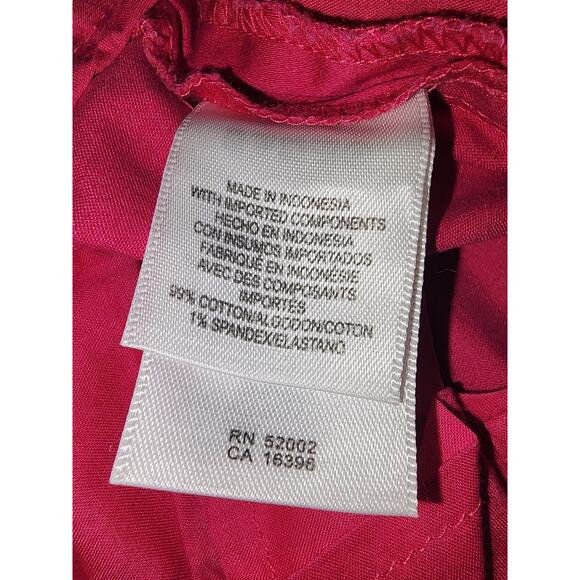 MADE IN INDONESIA
WITH IMPORTED COMPONENTS
HECHO EN INDONESIA
CON INSUMOS IMPORTADOS
FABRIQUÉ EN INDONÉSIE
AVEC DES COMPOSANTS
IMPORTÉS
99% COTTON/ALGODON/COTON
1% SPANDEX/ELASTANO
RN 52002
CA 16396